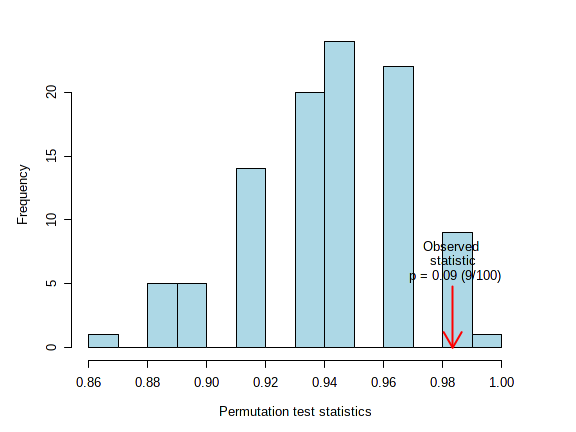 20
15
10
5
0
Frequency
Observed
statistic
p = 0.09 (9/100)
0.86 0.88 0.90 0.92 0.94 0.96 0.98 1.00
Permutation test statistics